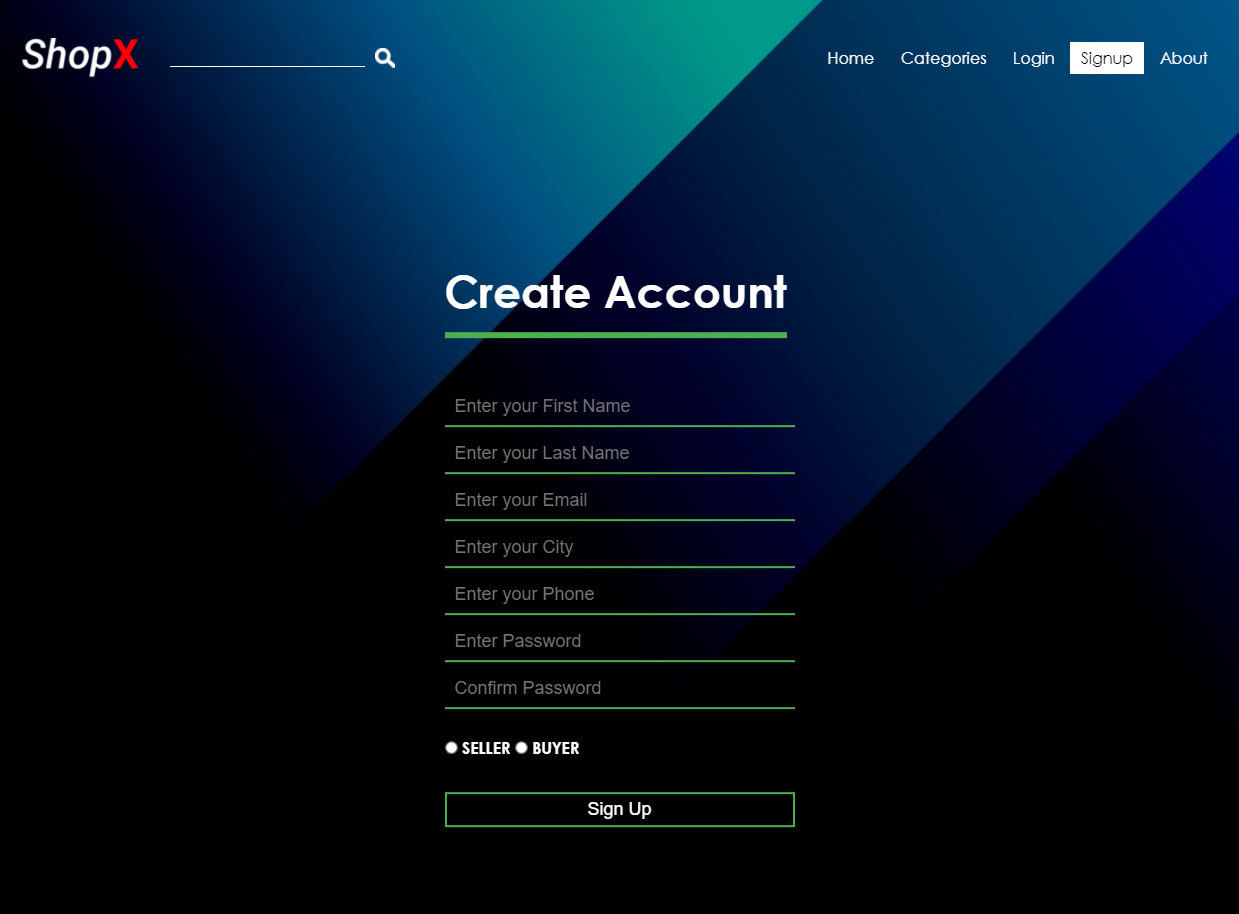 ShopX
Home Categories Login Signup About
Create Account
Enter your First Name
Enter your Last Name
Enter your Email
Enter your City
Enter your Phone
Enter Password
Confirm Password
SELLER BUYER
Sign Up